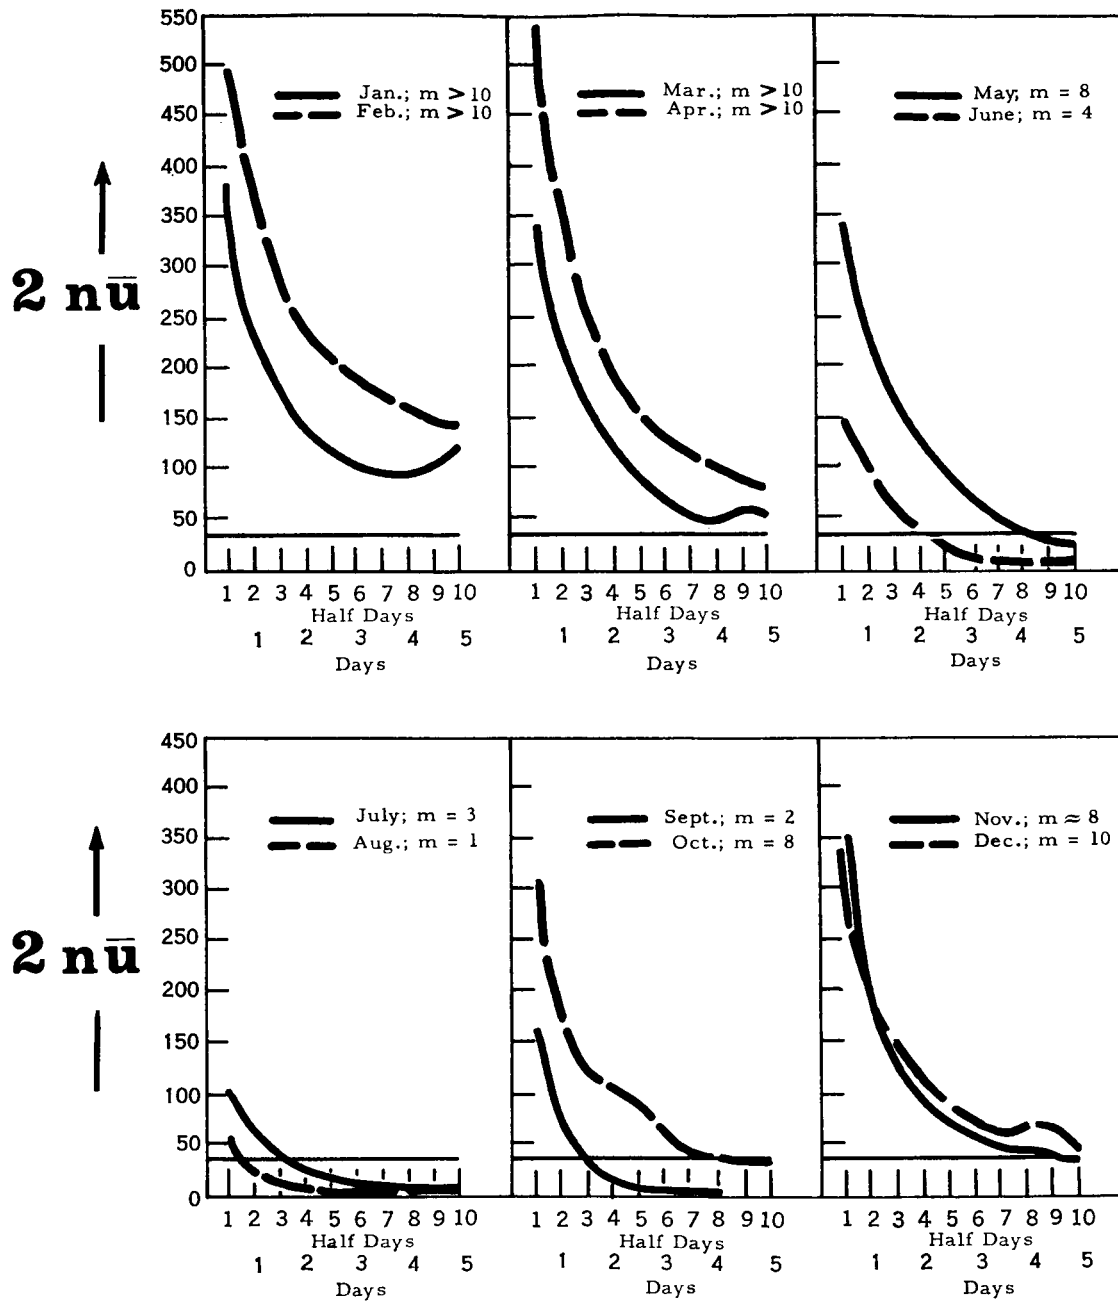 550
500
450
400
350
300
250
200
150
100
50
0
2 nū
Jan.; m > 10
Feb.; m > 10
Mar.; m > 10
Apr.; m > 10
May; m = 8
June; m = 4
1 2 3 4 5 6 7 8 9 10
Half Days
1 2 3 4 5
Days
1 2 3 4 5 6 7 8 9 10
Half Days
1 2 3 4 5
Days
1 2 3 4 5 6 7 8 9 10
Half Days
1 2 3 4 5
Days
450
400
350
300
250
200
150
100
50
0
2 nū
July; m = 3
Aug.; m = 1
Sept.; m = 2
Oct.; m = 8
Nov.; m ≈ 8
Dec.; m = 10
1 2 3 4 5 6 7 8 9 10
Half Days
1 2 3 4 5
Days
1 2 3 4 5 6 7 8 9 10
Half Days
1 2 3 4 5
Days
1 2 3 4 5 6 7 8 9 10
Half Days
1 2 3 4 5
Days